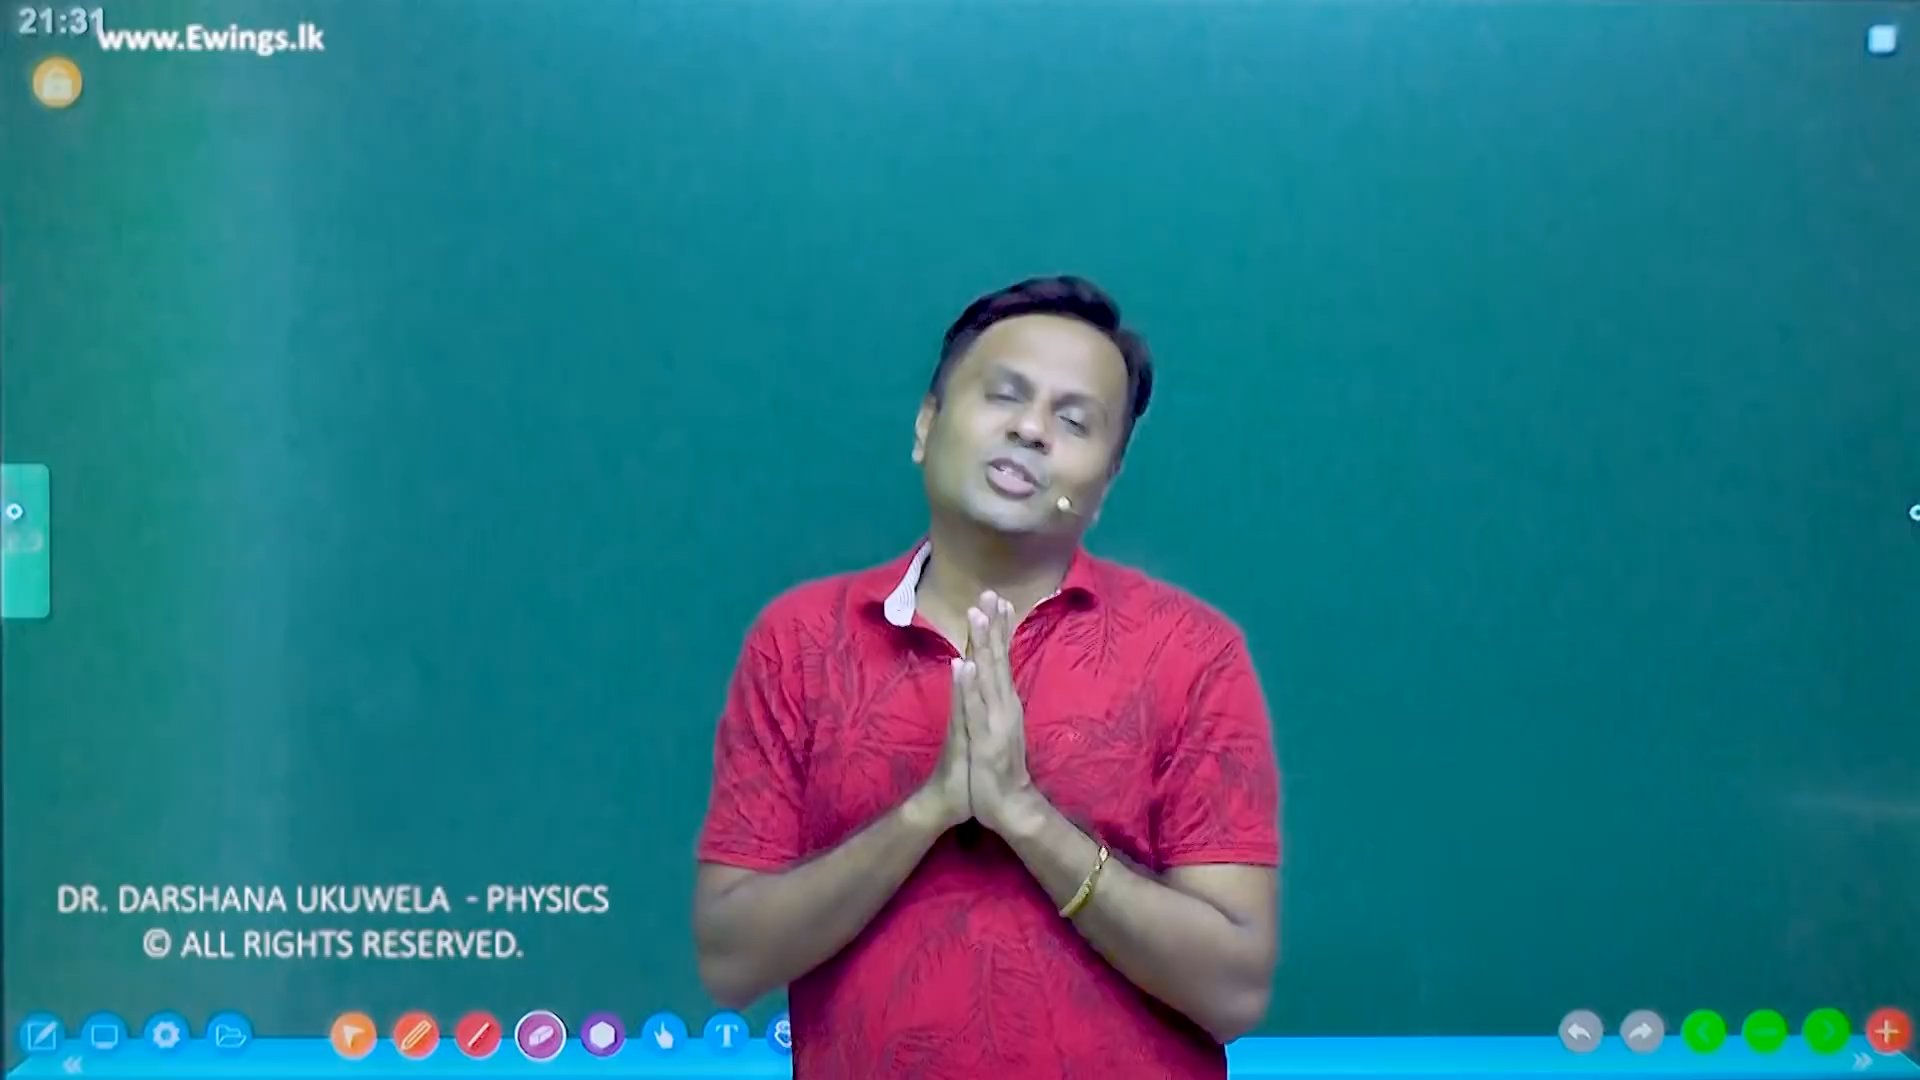 21:31
www.Ewings.lk
DR. DARSHANA UKUWELA - PHYSICS
© ALL RIGHTS RESERVED.
T